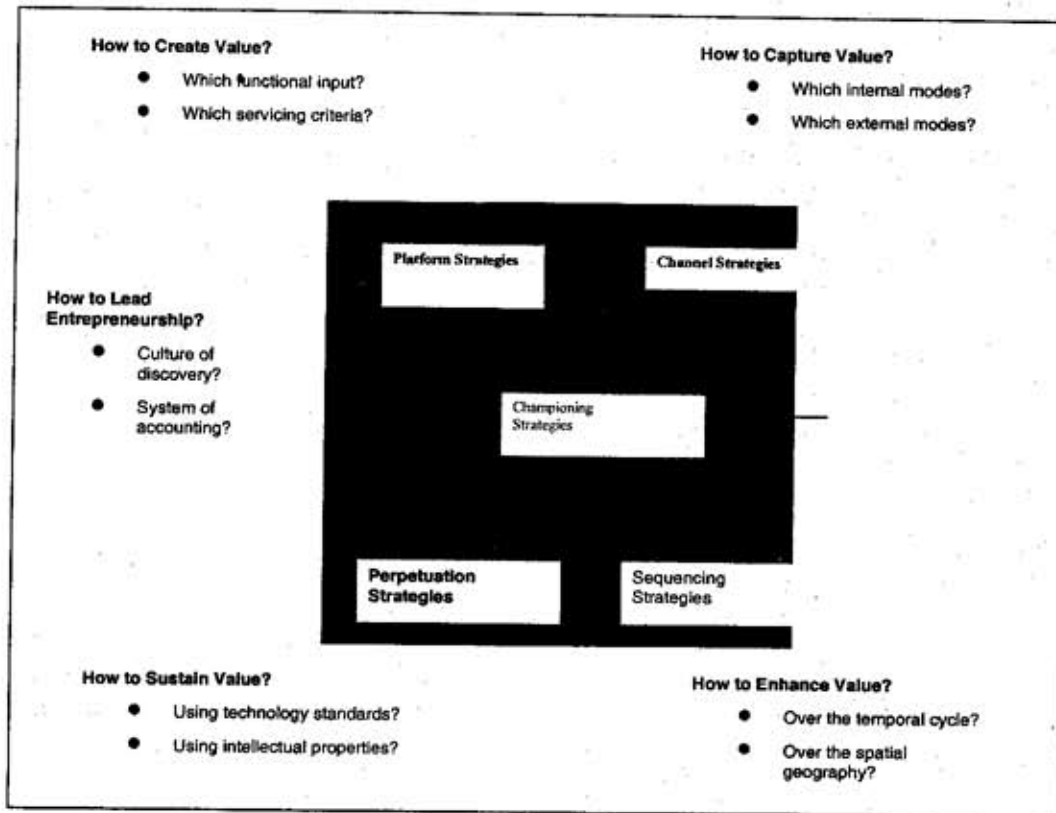 How to Create Value?
● Which functional input?
● Which servicing criteria?
How to Capture Value?
● Which internal modes?
● Which external modes?
Platform Strategies
Channel Strategies
How to Lead
Entrepreneurship?
● Culture of
discovery?
● System of
accounting?
Championing
Strategies
Perpetuation
Strategies
Sequencing
Strategies
How to Sustain Value?
● Using technology standards?
● Using intellectual properties?
How to Enhance Value?
● Over the temporal cycle?
● Over the spatial
geography?